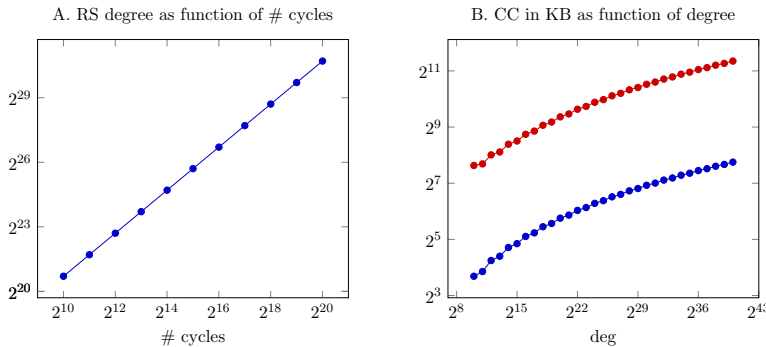 A. RS degree as function of # cycles
2^29
2^26
2^23
2^20
2^10 2^12 2^14 2^16 2^18 2^20
# cycles
B. CC in KB as function of degree
2^11
2^9
2^7
2^5
2^3
2^8 2^15 2^22 2^29 2^36 2^43
deg